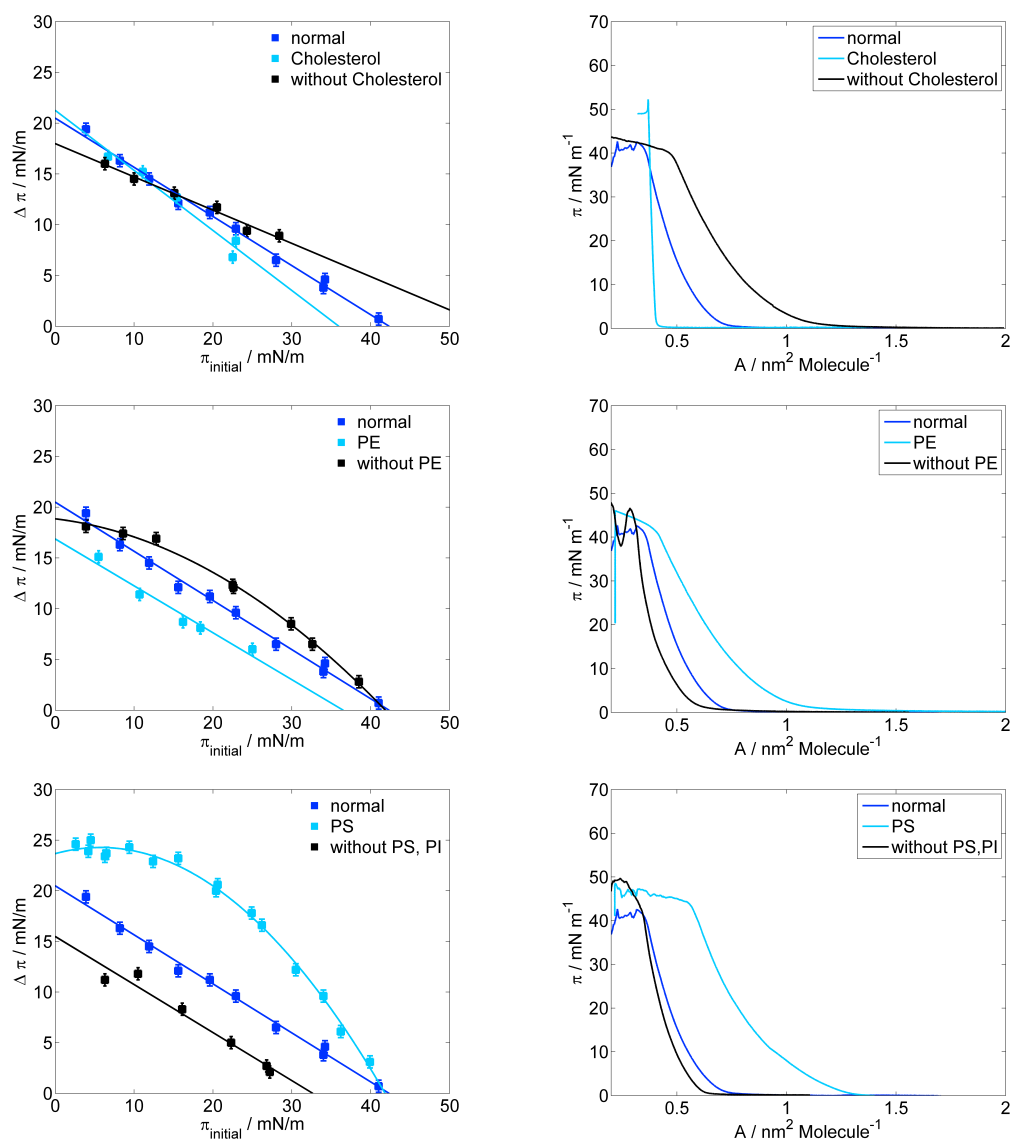 30
25
20
15
10
5
0
Δ π / mN/m
normal
Cholesterol
without Cholesterol
0 10 20 30 40 50
π_initial / mN/m
70
60
50
40
30
20
10
0
π / mN m⁻¹
normal
Cholesterol
without Cholesterol
0.5 1 1.5 2
A / nm² Molecule⁻¹
30
25
20
15
10
5
0
Δ π / mN/m
normal
PE
without PE
0 10 20 30 40 50
π_initial / mN/m
70
60
50
40
30
20
10
0
π / mN m⁻¹
normal
PE
without PE
0.5 1 1.5 2
A / nm² Molecule⁻¹
30
25
20
15
10
5
0
Δ π / mN/m
normal
PS
without PS, PI
0 10 20 30 40 50
π_initial / mN/m
70
60
50
40
30
20
10
0
π / mN m⁻¹
normal
PS
without PS,PI
0.5 1 1.5 2
A / nm² Molecule⁻¹